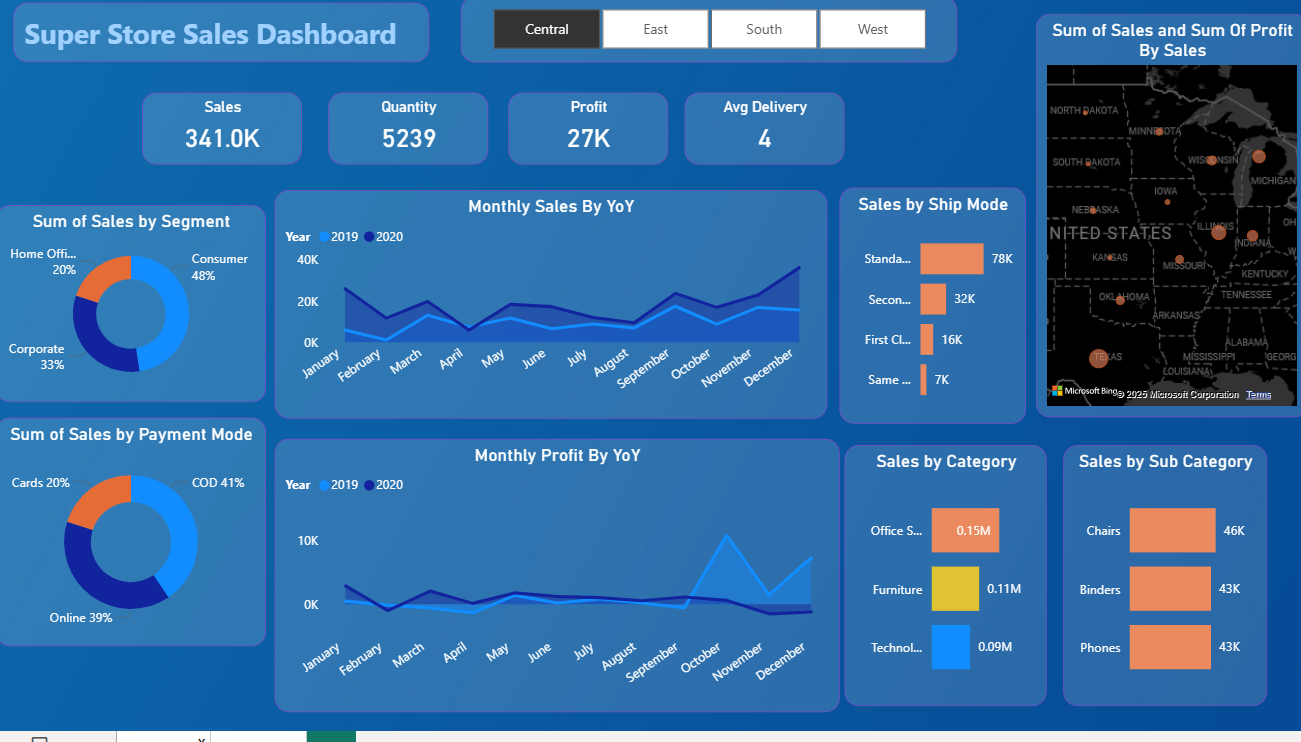 Super Store Sales Dashboard
Central
East
South
West
Sales
341.0K
Quantity
5239
Profit
27K
Avg Delivery
4
Sum of Sales by Segment
Home Offi...
20%
Consumer
48%
Corporate
33%
Monthly Sales By YoY
Year 2019 2020
40K
20K
0K
January
February
March
April
May
June
July
August
September
October
November
December
Sales by Ship Mode
Standa... 78K
Secon... 32K
First Cl... 16K
Same ... 7K
Sum of Sales and Sum Of Profit
By Sales
NORTH DAKOTA
MINNESOTA
SOUTH DAKOTA
WISCONSIN
MICHIGAN
IOWA
NEBRASKA
NITED STATES
ILLINOIS
OH
INDIANA
KANSAS
MISSOURI
W
KENTUCKY
OKLAHOMA
TENNESSEE
ARKANSAS
ALABAMA
TEXAS
MISSISSIPPI
GEORG
LOUISIANA
Microsoft Bing
© 2025 Microsoft Corporation Terms
Sum of Sales by Payment Mode
Cards 20%
COD 41%
Online 39%
Monthly Profit By YoY
Year 2019 2020
10K
0K
January
February
March
April
May
June
July
August
September
October
November
December
Sales by Category
Office S... 0.15M
Furniture 0.11M
Technol... 0.09M
Sales by Sub Category
Chairs 46K
Binders 43K
Phones 43K